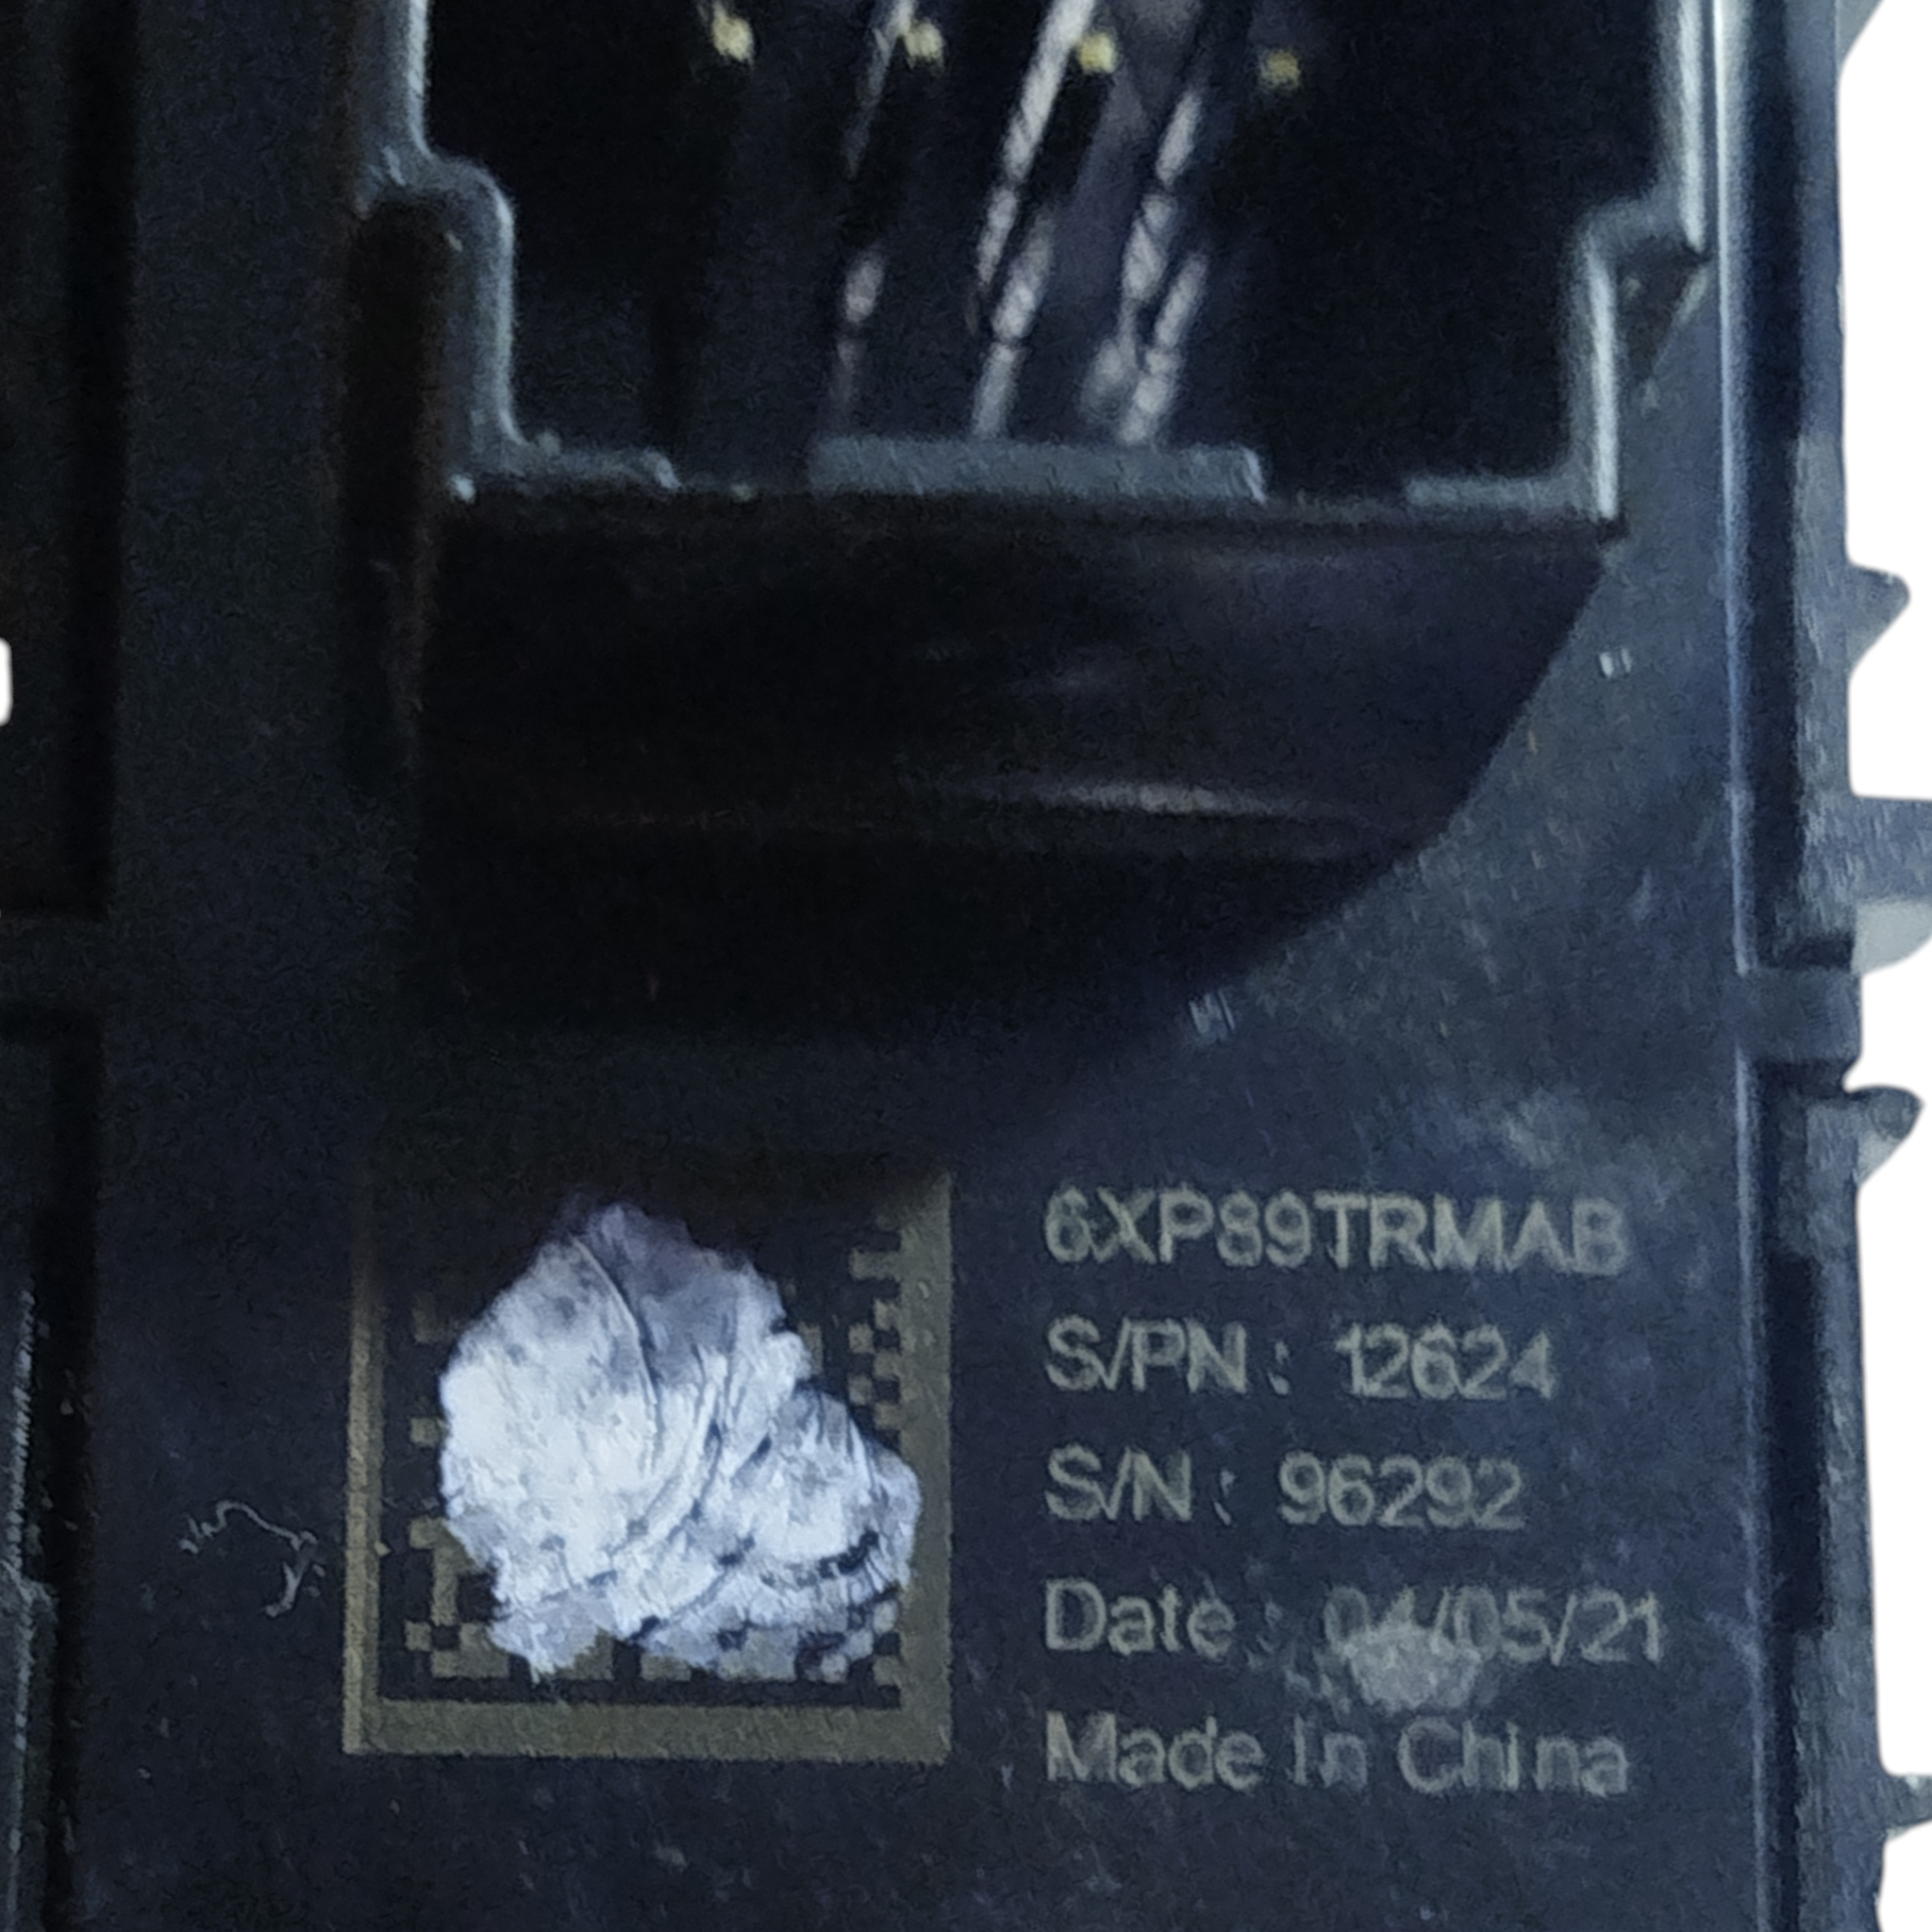 6XP89TRMAB
S/PN : 12624
S/N : 96292
Date : 04/05/21
Made In China